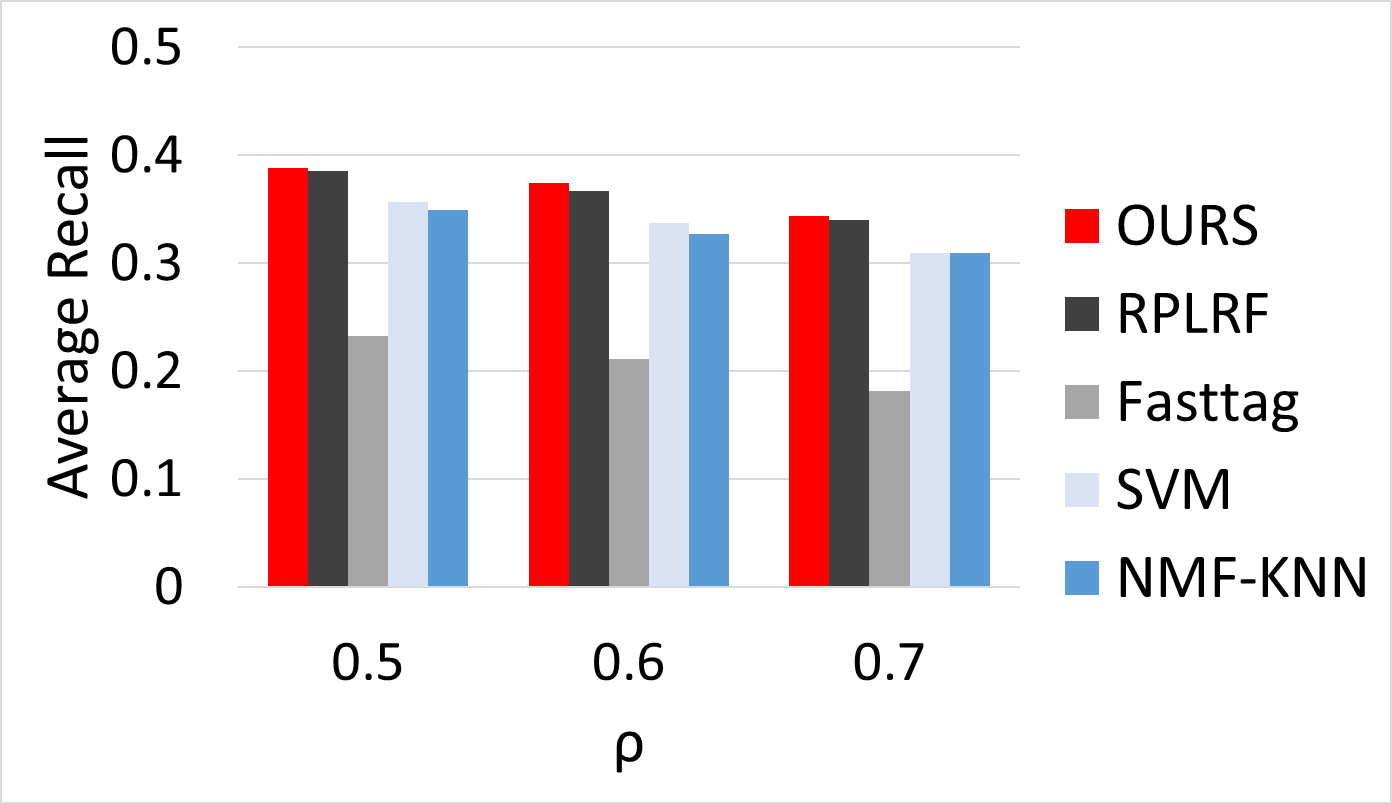 0.5
0.4
0.3
0.2
0.1
0
Average Recall
0.5 0.6 0.7
ρ
OURS
RPLRF
Fasttag
SVM
NMF-KNN